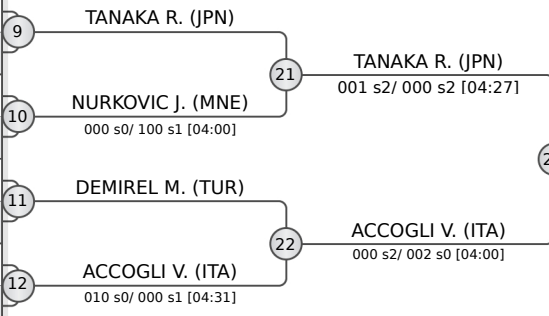 TANAKA R. (JPN)
9
21
TANAKA R. (JPN)
001 s2/ 000 s2 [04:27]
NURKOVIC J. (MNE)
10
000 s0/ 100 s1 [04:00]
DEMIREL M. (TUR)
11
22
ACCOGLI V. (ITA)
000 s2/ 002 s0 [04:00]
ACCOGLI V. (ITA)
12
010 s0/ 000 s1 [04:31]